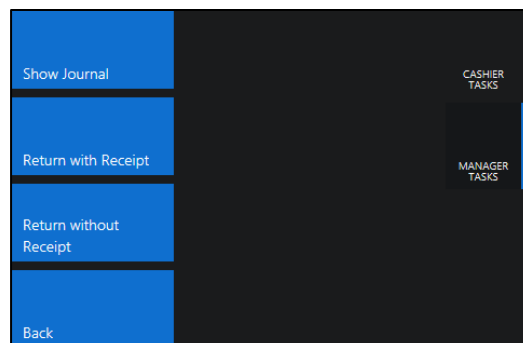 Show Journal
CASHIER
TASKS
Return with Receipt
MANAGER
TASKS
Return without
Receipt
Back